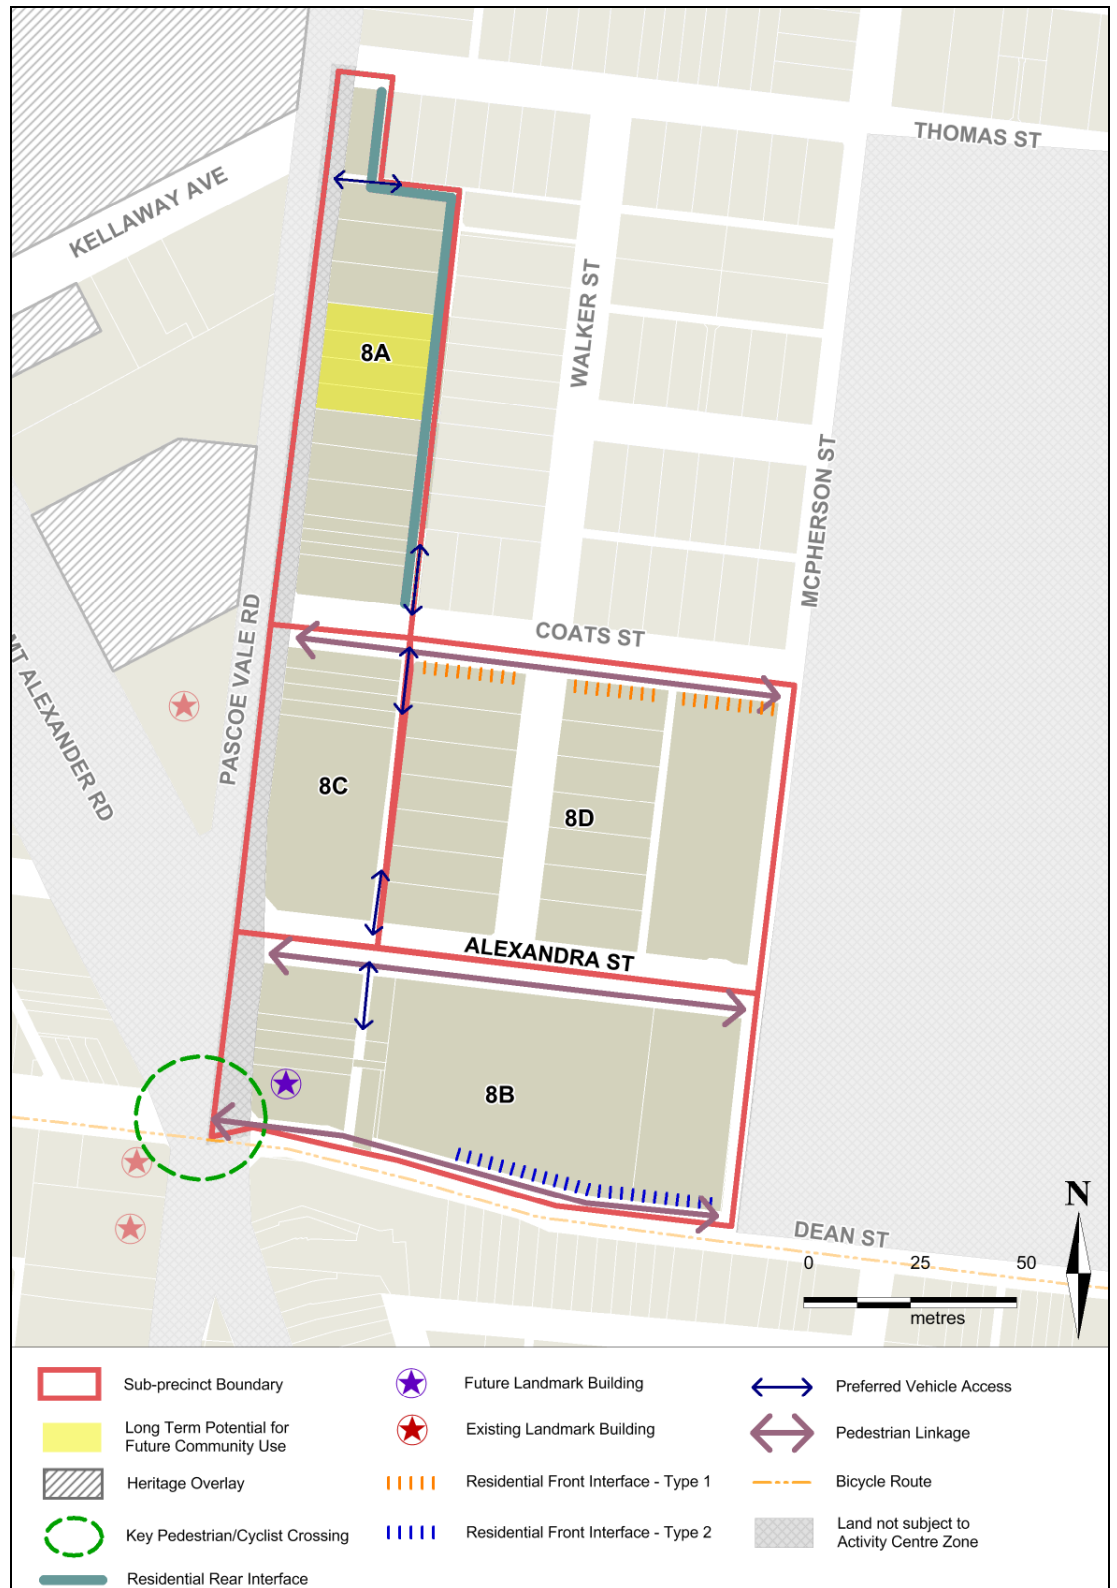 THOMAS ST
KELLAWAY AVE
WALKER ST
8A
MCPHERSON ST
COATS ST
PASCOE VALE RD
MT ALEXANDER RD
8C
8D
ALEXANDRA ST
8B
DEAN ST
N
0 25 50
metres
Sub-precinct Boundary
Future Landmark Building
Preferred Vehicle Access
Long Term Potential for
Future Community Use
Existing Landmark Building
Pedestrian Linkage
Heritage Overlay
Residential Front Interface - Type 1
Bicycle Route
Key Pedestrian/Cyclist Crossing
Residential Front Interface - Type 2
Land not subject to
Activity Centre Zone
Residential Rear Interface